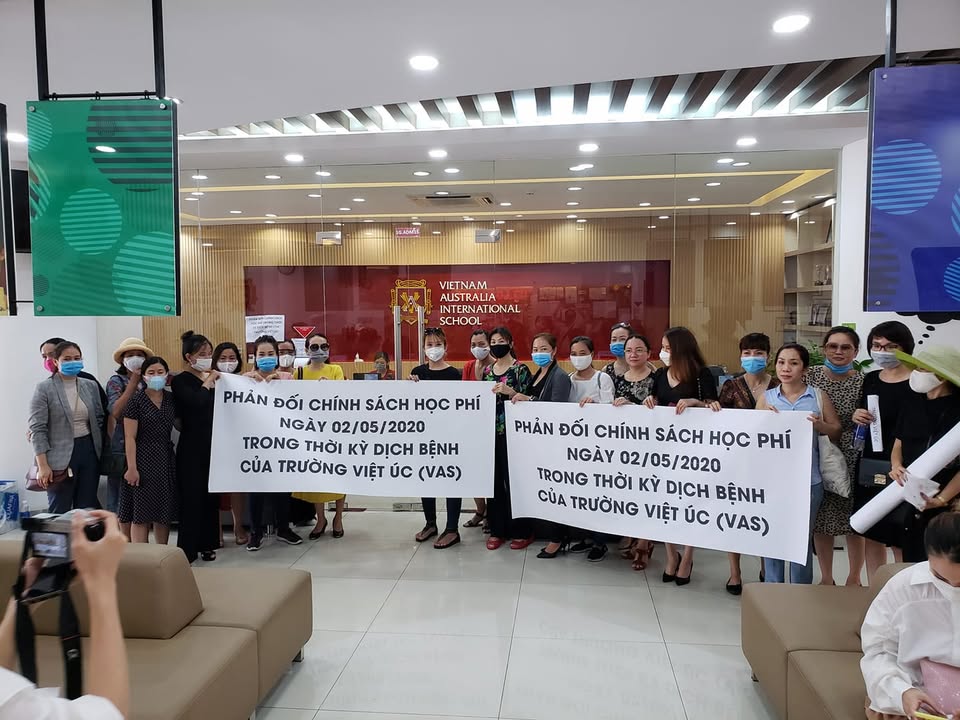 VIETNAM
AUSTRALIA
INTERNATIONAL
SCHOOL
PHẢN ĐỐI CHÍNH SÁCH HỌC PHÍ
NGÀY 02/05/2020
TRONG THỜI KỲ DỊCH BỆNH
CỦA TRƯỜNG VIỆT ÚC (VAS)
PHẢN ĐỐI CHÍNH SÁCH HỌC PHÍ
NGÀY 02/05/2020
TRONG THỜI KỲ DỊCH BỆNH
CỦA TRƯỜNG VIỆT ÚC (VAS)